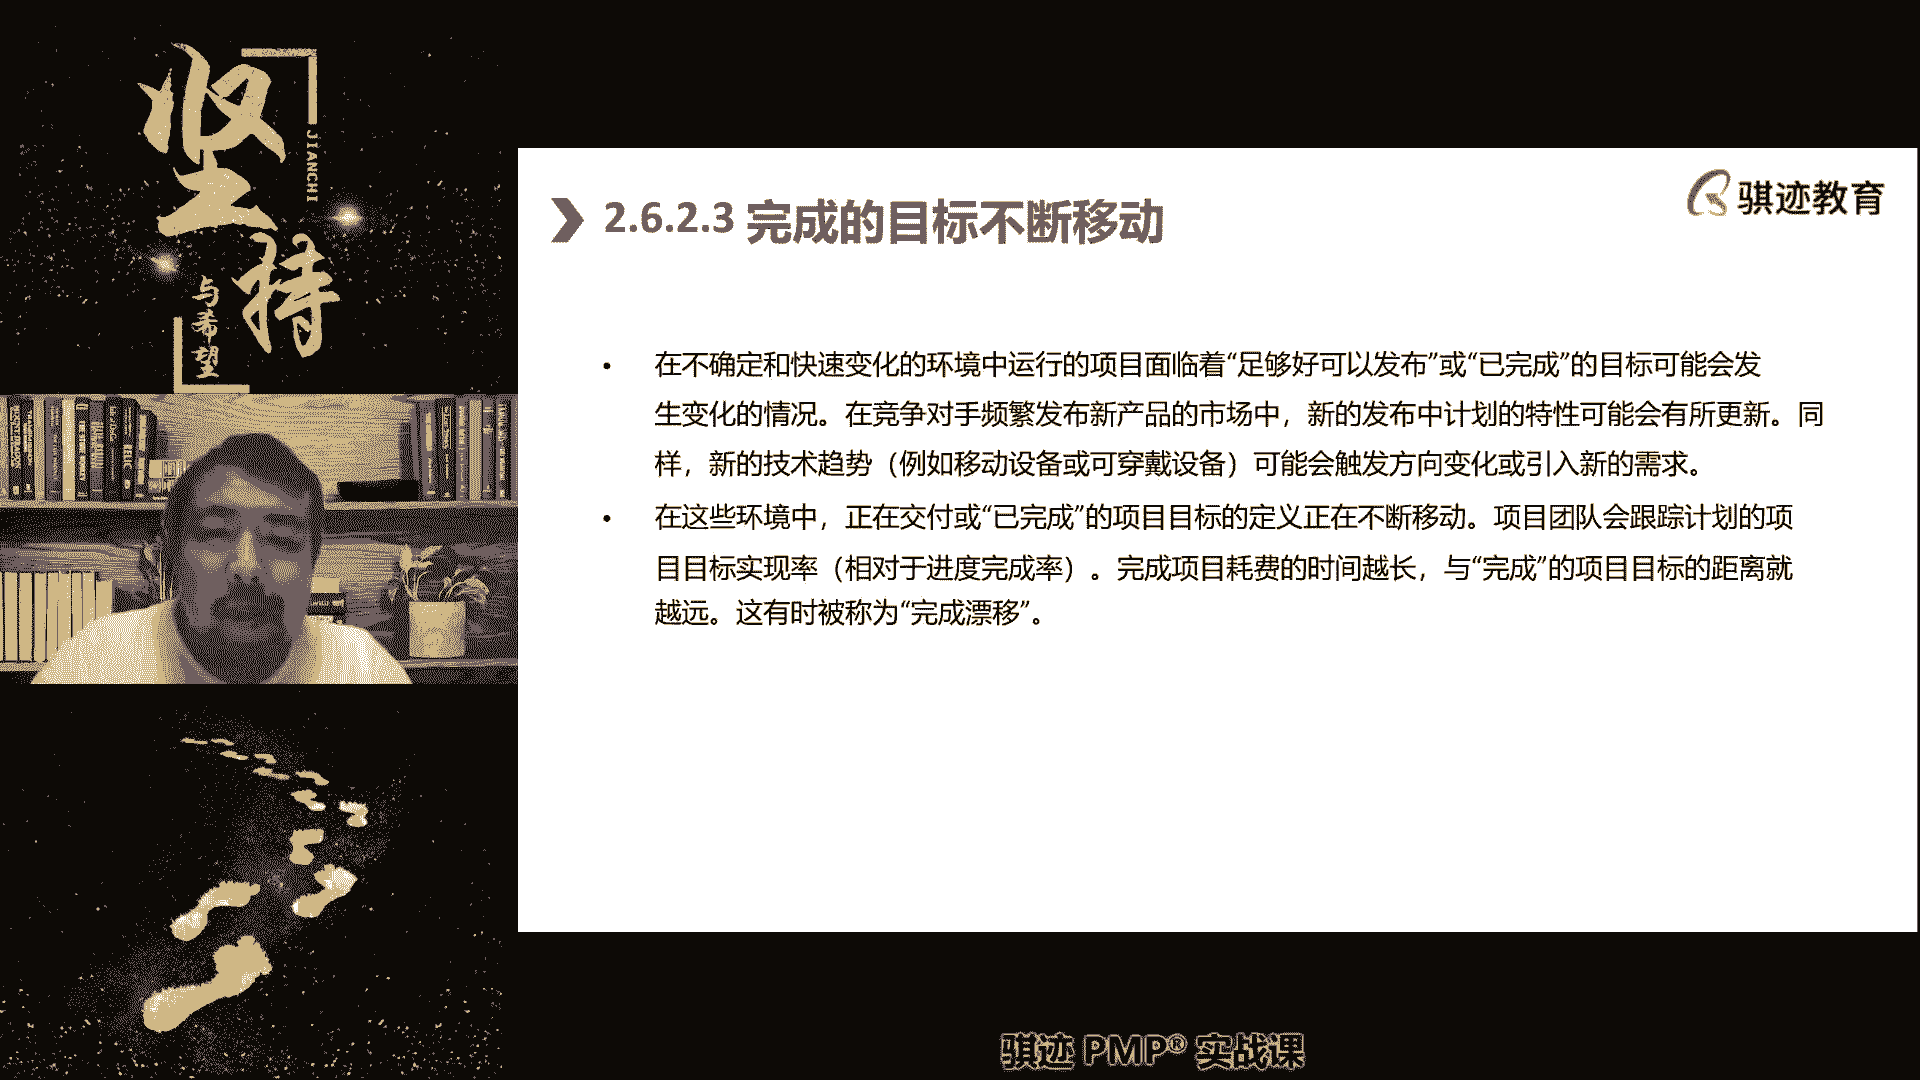 坚持
JIANCHI
与希望
骐迹教育
2.6.2.3 完成的目标不断移动
• 在不确定和快速变化的环境中运行的项目面临着“足够好可以发布”或“已完成”的目标可能会发
生变化的情况。在竞争对手频繁发布新产品的市场中，新的发布中计划的特性可能会有所更新。同
样，新的技术趋势（例如移动设备或可穿戴设备）可能会触发方向变化或引入新的需求。
• 在这些环境中，正在交付或“已完成”的项目目标的定义正在不断移动。项目团队会跟踪计划的项
目目标实现率（相对于进度完成率）。完成项目耗费的时间越长，与“完成”的项目目标的距离就
越远。这有时被称为“完成漂移”。
骐迹 PMP® 实战课